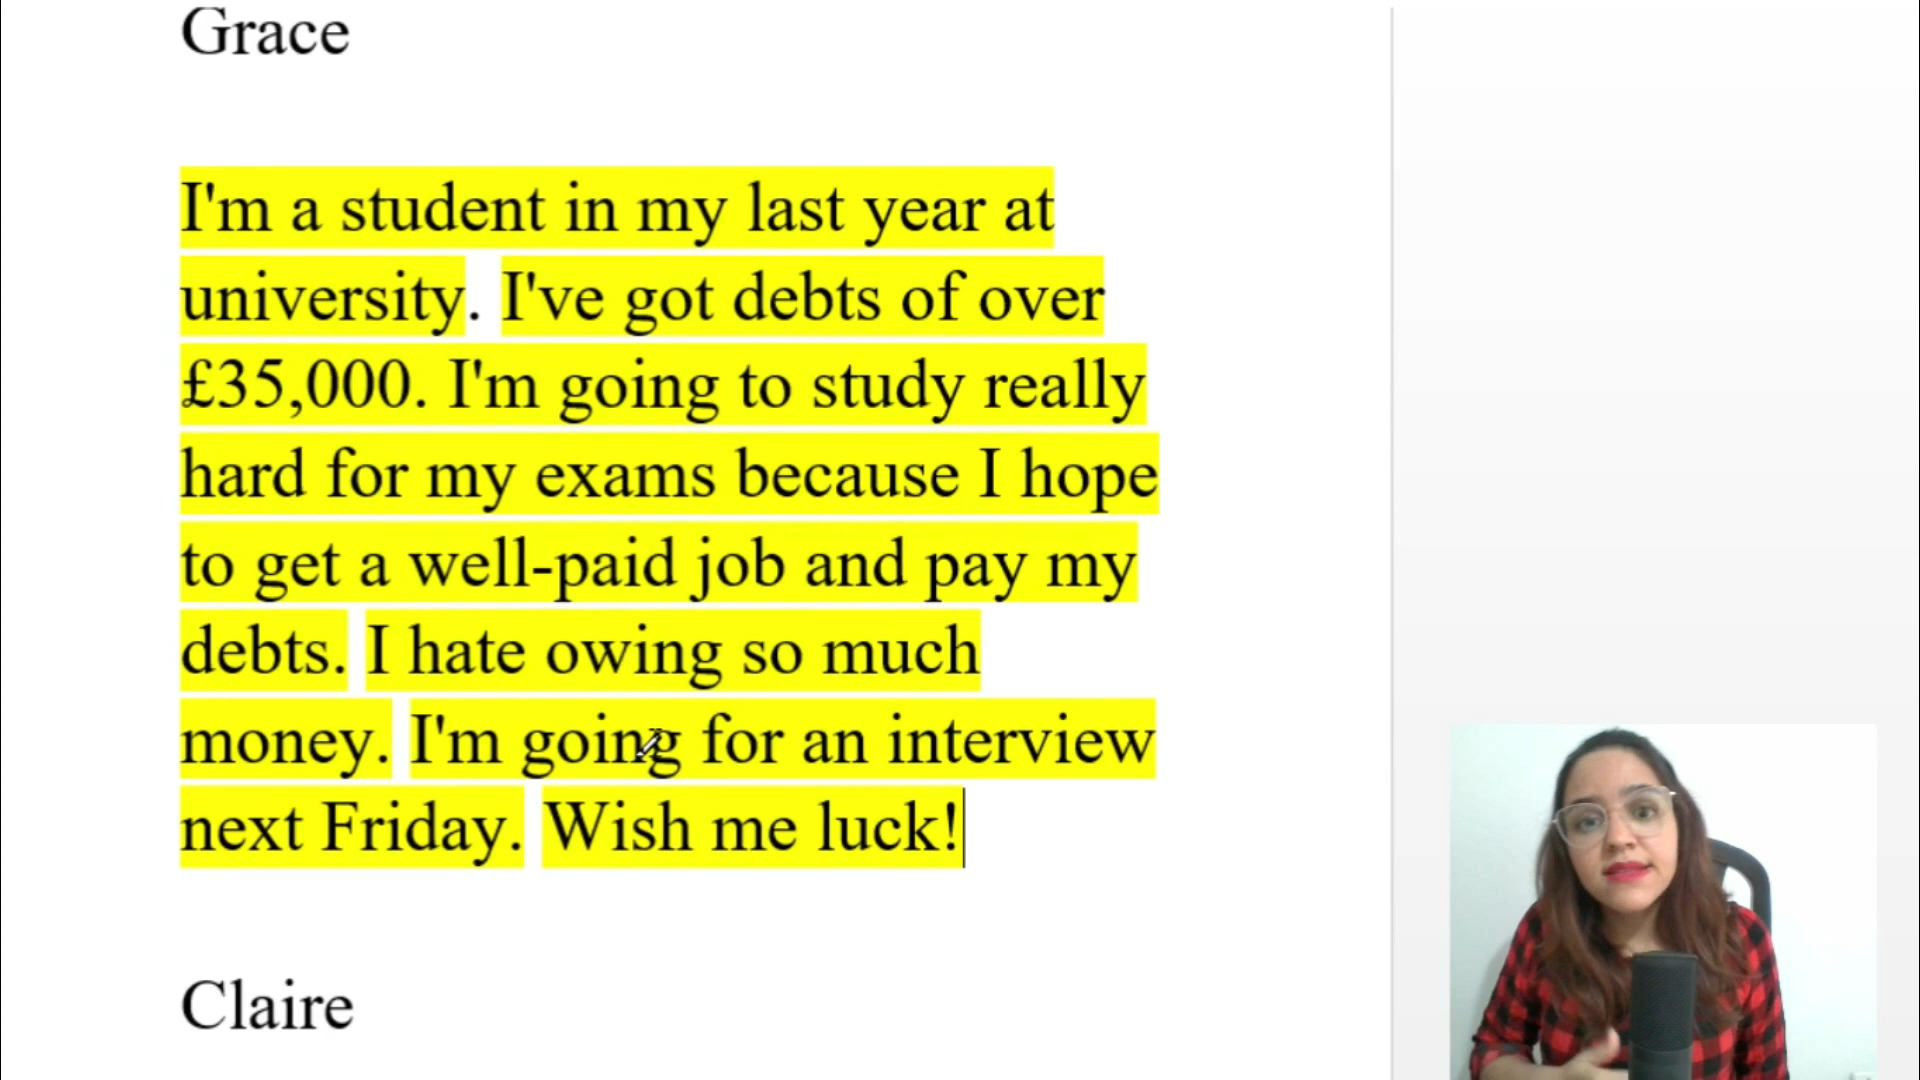 Grace
I'm a student in my last year at
university. I've got debts of over
£35,000. I'm going to study really
hard for my exams because I hope
to get a well-paid job and pay my
debts. I hate owing so much
money. I'm going for an interview
next Friday. Wish me luck!
Claire